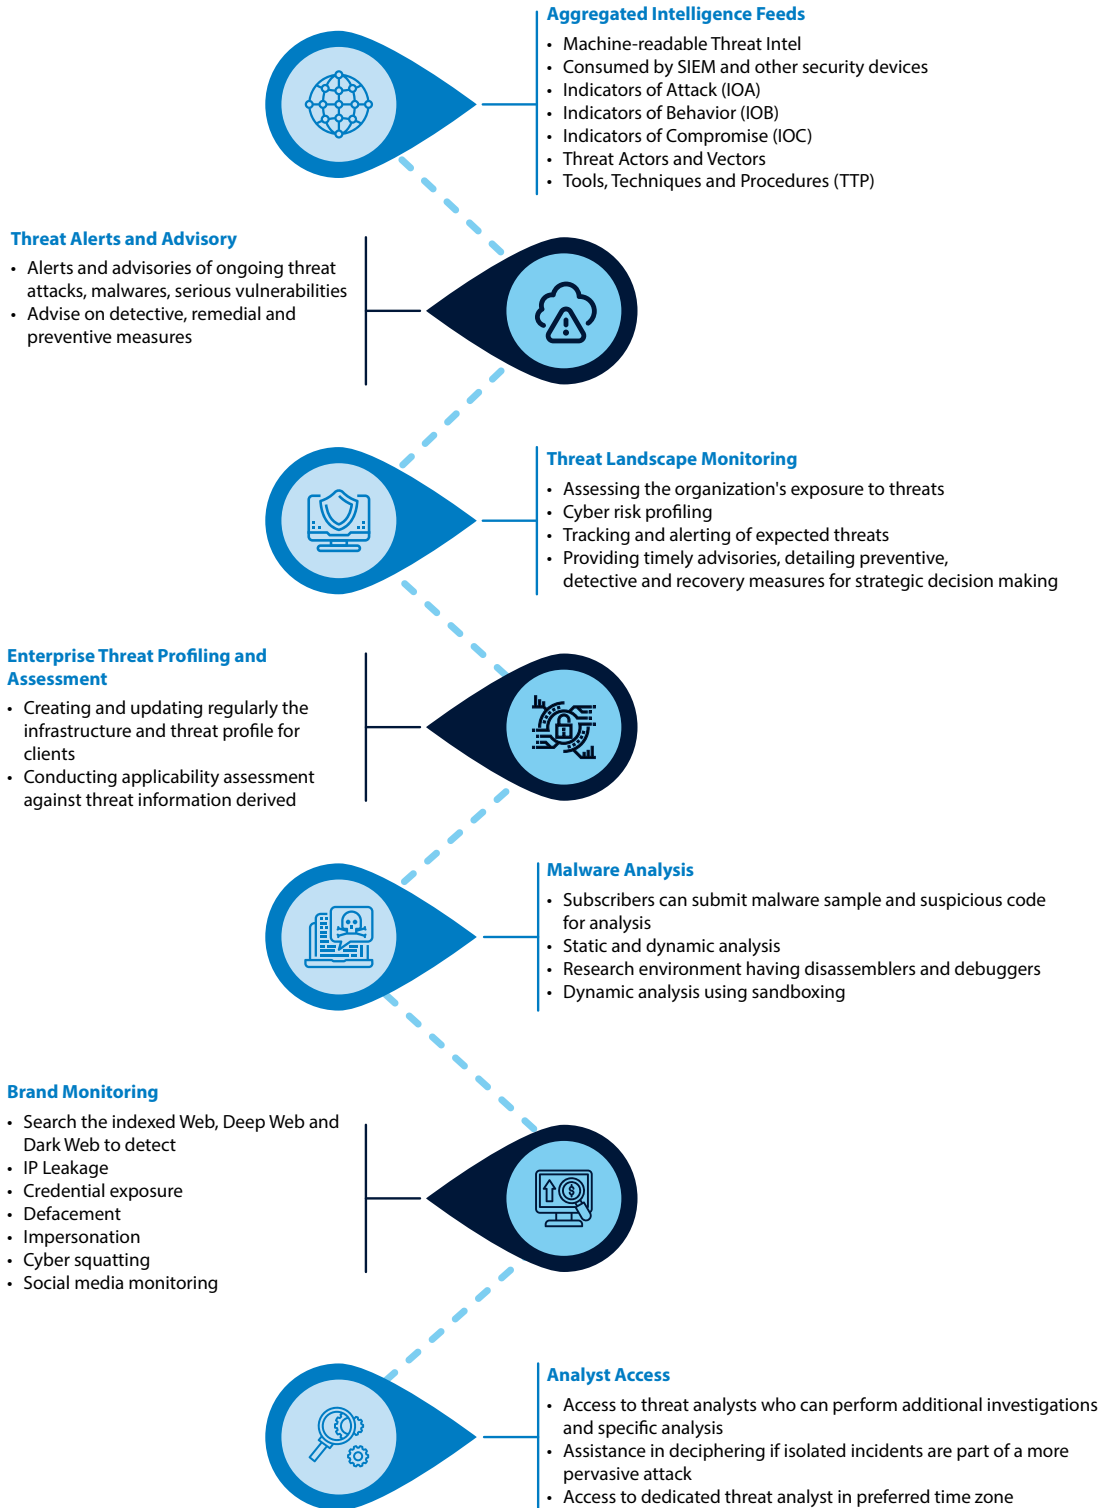 Aggregated Intelligence Feeds
• Machine-readable Threat Intel
• Consumed by SIEM and other security devices
• Indicators of Attack (IOA)
• Indicators of Behavior (IOB)
• Indicators of Compromise (IOC)
• Threat Actors and Vectors
• Tools, Techniques and Procedures (TTP)
Threat Alerts and Advisory
• Alerts and advisories of ongoing threat
attacks, malwares, serious vulnerabilities
• Advise on detective, remedial and
preventive measures
Threat Landscape Monitoring
• Assessing the organization's exposure to threats
• Cyber risk profiling
• Tracking and alerting of expected threats
• Providing timely advisories, detailing preventive,
detective and recovery measures for strategic decision making
Enterprise Threat Profiling and
Assessment
• Creating and updating regularly the
infrastructure and threat profile for
clients
• Conducting applicability assessment
against threat information derived
Malware Analysis
• Subscribers can submit malware sample and suspicious code
for analysis
• Static and dynamic analysis
• Research environment having disassemblers and debuggers
• Dynamic analysis using sandboxing
Brand Monitoring
• Search the indexed Web, Deep Web and
Dark Web to detect
• IP Leakage
• Credential exposure
• Defacement
• Impersonation
• Cyber squatting
• Social media monitoring
Analyst Access
• Access to threat analysts who can perform additional investigations
and specific analysis
• Assistance in deciphering if isolated incidents are part of a more
pervasive attack
• Access to dedicated threat analyst in preferred time zone